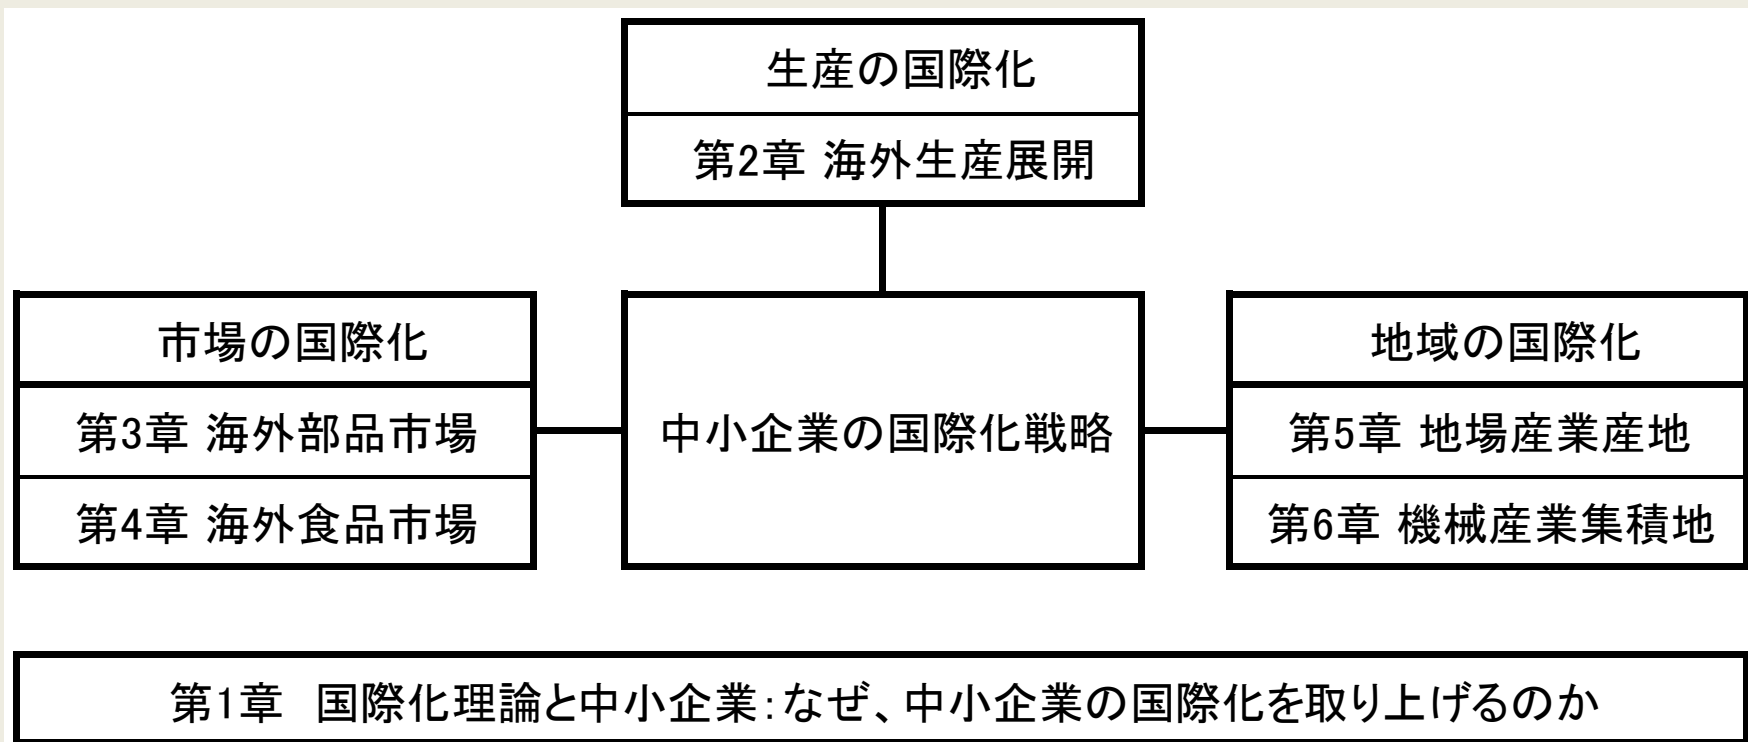 生産の国際化
第2章 海外生産展開
市場の国際化
第3章 海外部品市場
第4章 海外食品市場
中小企業の国際化戦略
地域の国際化
第5章 地場産業産地
第6章 機械産業集積地
第1章　国際化理論と中小企業:なぜ、中小企業の国際化を取り上げるのか